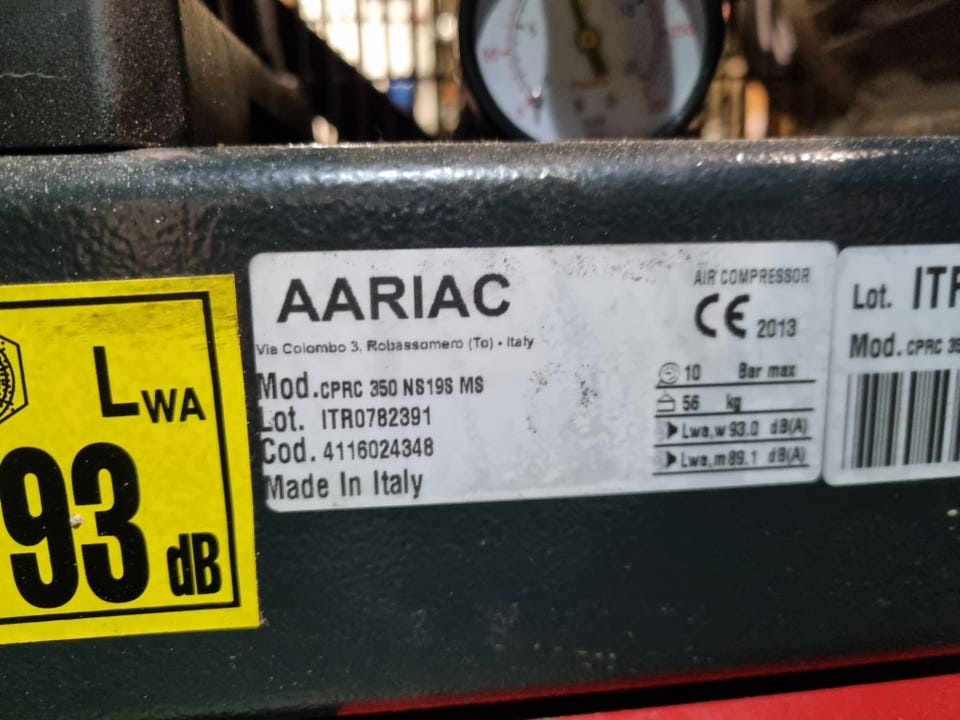 LWA
93 dB
AARIAC
Via Colombo 3, Robassomero (To) - Italy
Mod.CPRC 350 NS19S MS
Lot. ITR0782391
Cod. 4116024348
Made In Italy
AIR COMPRESSOR
CE 2013
10 Bar max
56 kg
Lwa,w 93.0 dB(A)
Lwa,m 89.1 dB(A)
Lot.
Mod. CPRC